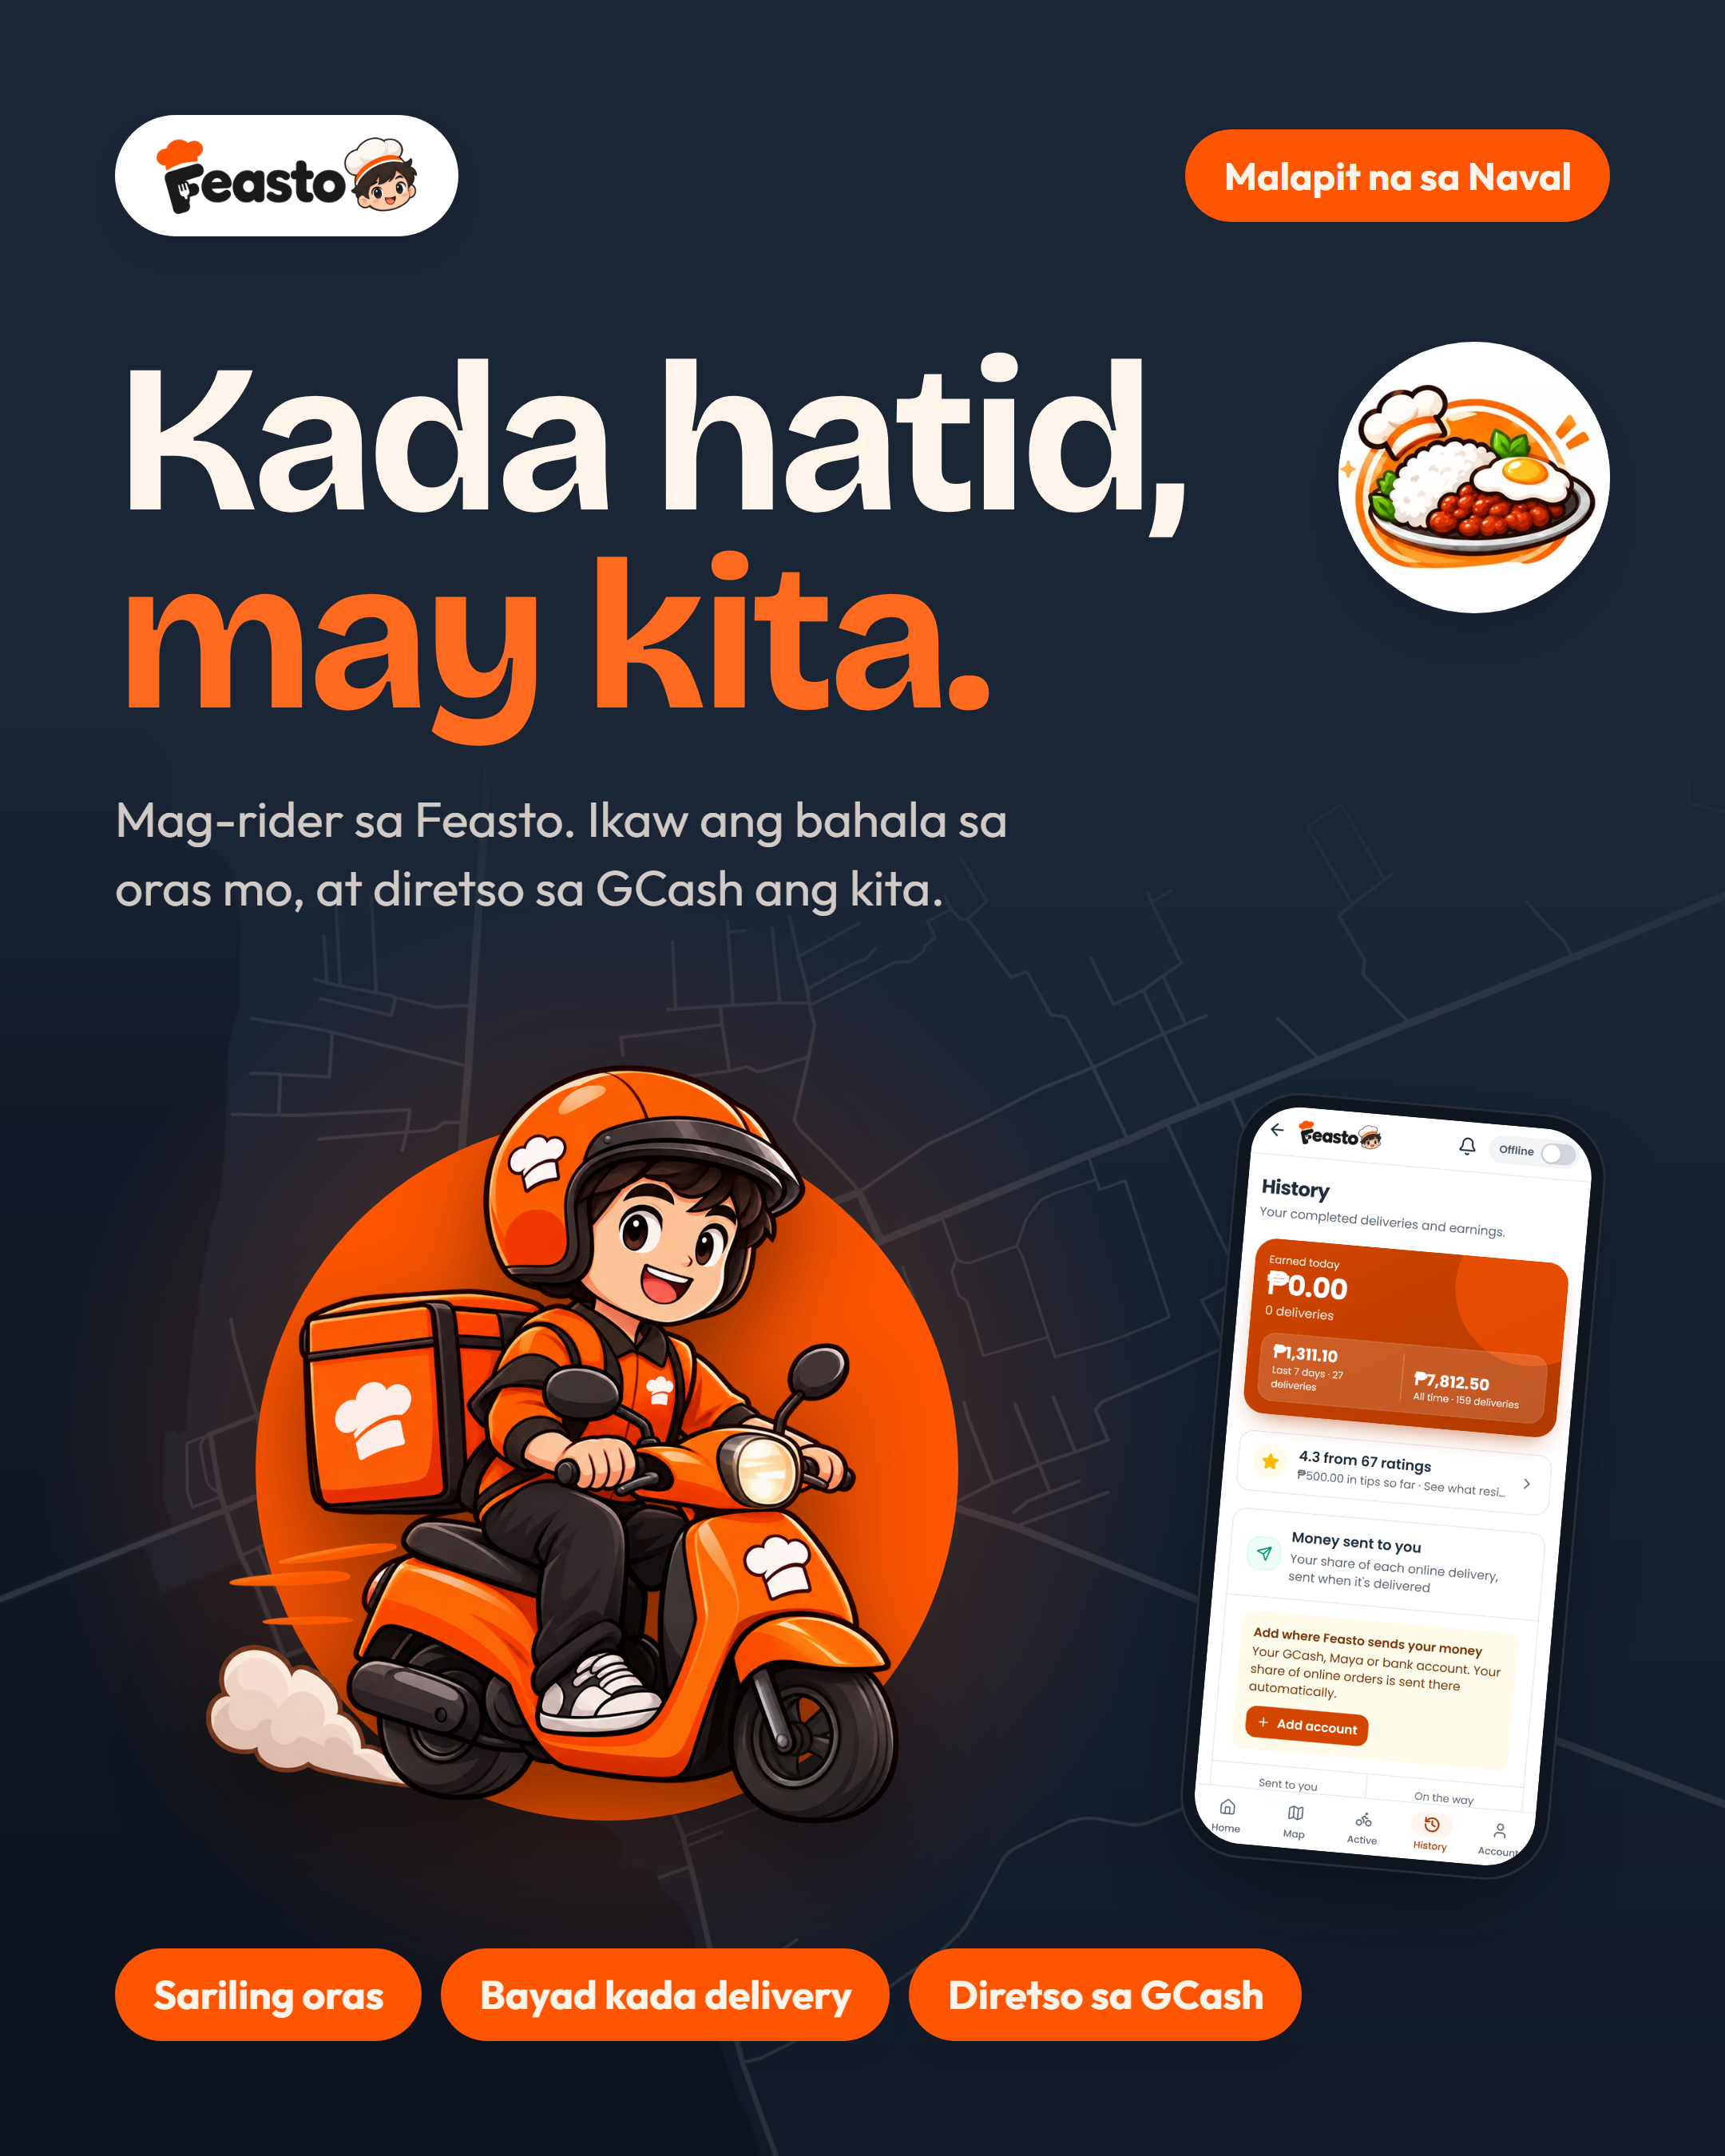 Feasto
Malapit na sa Naval
Kada hatid,
may kita.
Mag-rider sa Feasto. Ikaw ang bahala sa
oras mo, at diretso sa GCash ang kita.
Feasto
Offline
History
Your completed deliveries and earnings.
Earned today
₱0.00
0 deliveries
₱1,311.10
Last 7 days · 27
deliveries
₱7,812.50
All time · 159 deliveries
4.3 from 67 ratings
₱500.00 in tips so far · See what resi...
Money sent to you
Your share of each online delivery,
sent when it's delivered
Add where Feasto sends your money
Your GCash, Maya or bank account. Your
share of online orders is sent there
automatically.
+ Add account
Sent to you
On the way
Home
Map
Active
History
Account
Sariling oras
Bayad kada delivery
Diretso sa GCash